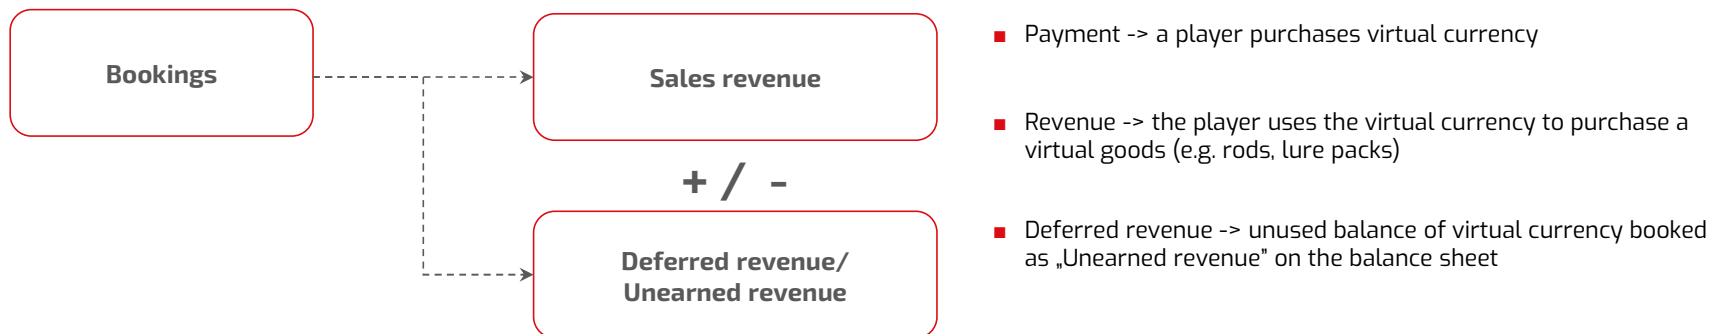 Bookings
Sales revenue
+ / -
Deferred revenue/
Unearned revenue
Payment -> a player purchases virtual currency
Revenue -> the player uses the virtual currency to purchase a
virtual goods (e.g. rods, lure packs)
Deferred revenue -> unused balance of virtual currency booked
as „Unearned revenue” on the balance sheet